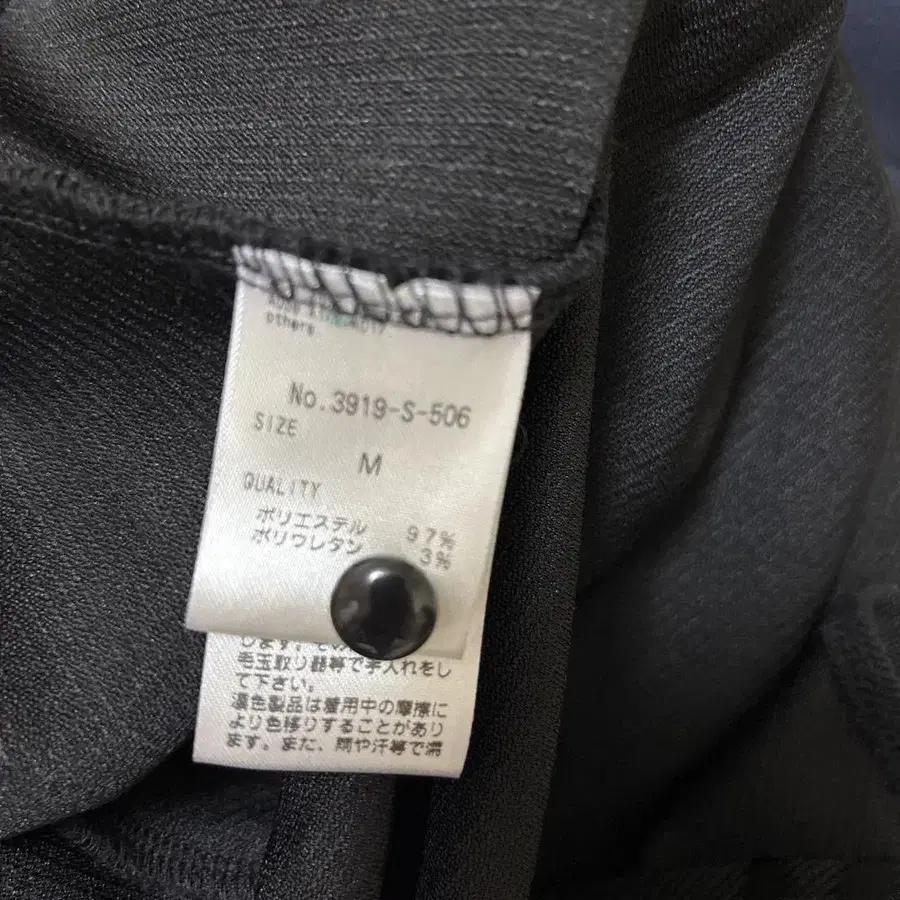 others
No.3919-S-506
SIZE
M
QUALITY
ポリエステル 97%
ポリウレタン 3%
毛玉取り器等で手入れをし
て下さい。
濃色製品は着用中の摩擦に
より色移りすることがあり
ます。また、雨や汗等で湿